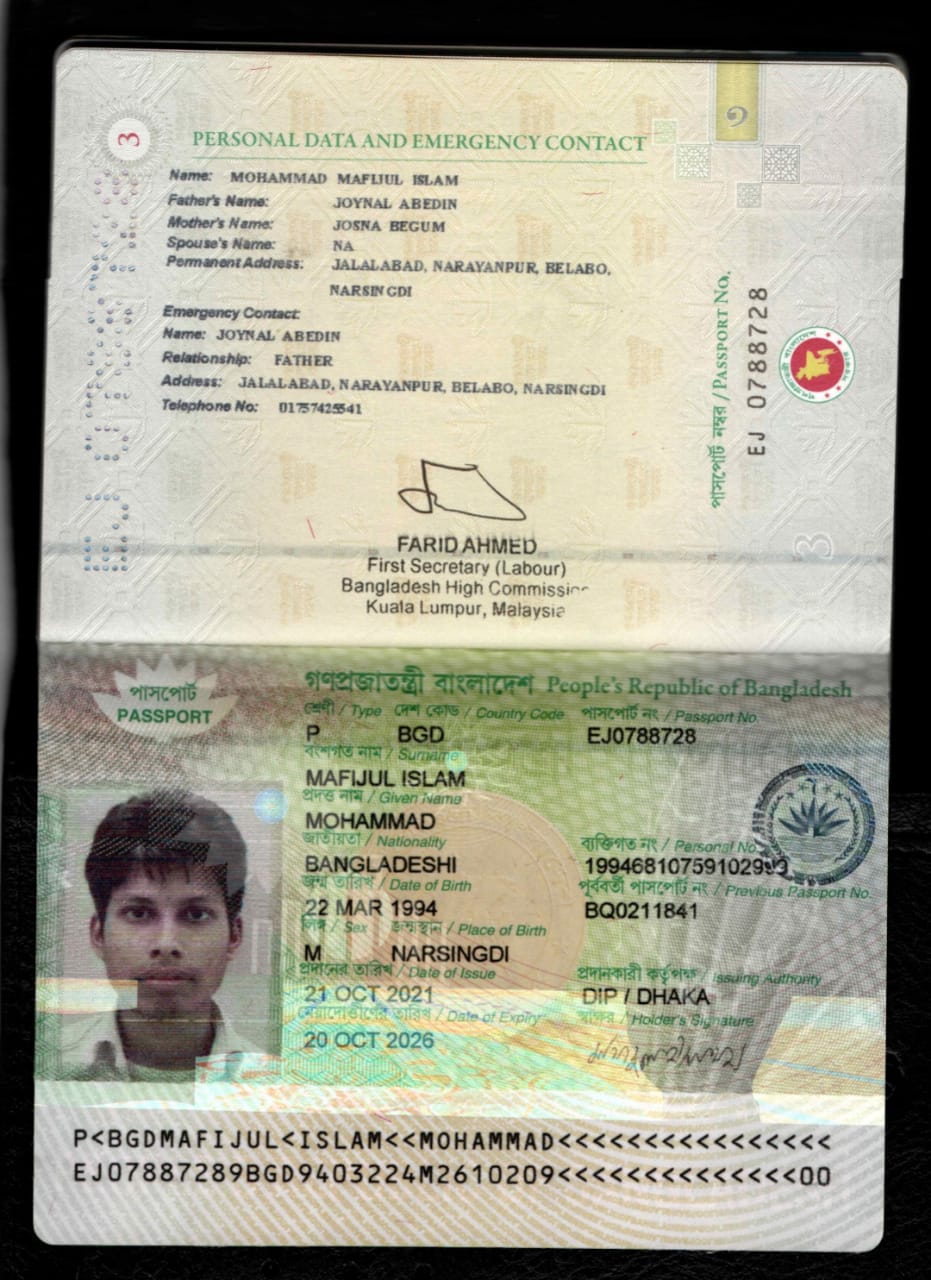 3
PERSONAL DATA AND EMERGENCY CONTACT
Name: MOHAMMAD MAFIJUL ISLAM
Father's Name: JOYNAL ABEDIN
Mother's Name: JOSNA BEGUM
Spouse's Name: NA
Permanent Address: JALALABAD, NARAYANPUR, BELABO,
NARSINGDI
Emergency Contact:
Name: JOYNAL ABEDIN
Relationship: FATHER
Address: JALALABAD, NARAYANPUR, BELABO, NARSINGDI
Telephone No: 01757425541
পাসপোর্ট নম্বর / PASSPORT NO.
EJ 0788728
৩
3
FARID AHMED
First Secretary (Labour)
Bangladesh High Commission
Kuala Lumpur, Malaysia
পাসপোর্ট
PASSPORT
গণপ্রজাতন্ত্রী বাংলাদেশ People's Republic of Bangladesh
শ্রেণী / Type দেশ কোড / Country Code পাসপোর্ট নং / Passport No.
P BGD EJ0788728
বংশগত নাম / Surname
MAFIJUL ISLAM
প্রদত্ত নাম / Given Name
MOHAMMAD
জাতীয়তা / Nationality ব্যক্তিগত নং / Personal No.
BANGLADESHI 19946810759102993
জন্ম তারিখ / Date of Birth পূর্ববর্তী পাসপোর্ট নং / Previous Passport No.
22 MAR 1994 BQ0211841
লিঙ্গ / Sex জন্মস্থান / Place of Birth
M NARSINGDI
প্রদানের তারিখ / Date of Issue প্রদানকারী কর্তৃপক্ষ / Issuing Authority
21 OCT 2021 DIP / DHAKA
মেয়াদোত্তীর্ণের তারিখ / Date of Expiry স্বাক্ষর / Holder's Signature
20 OCT 2026
P<BGDMAFIJUL<ISLAM<<MOHAMMAD<<<<<<<<<<<<<<<<
EJ07887289BGD9403224M2610209<<<<<<<<<<<<<<00